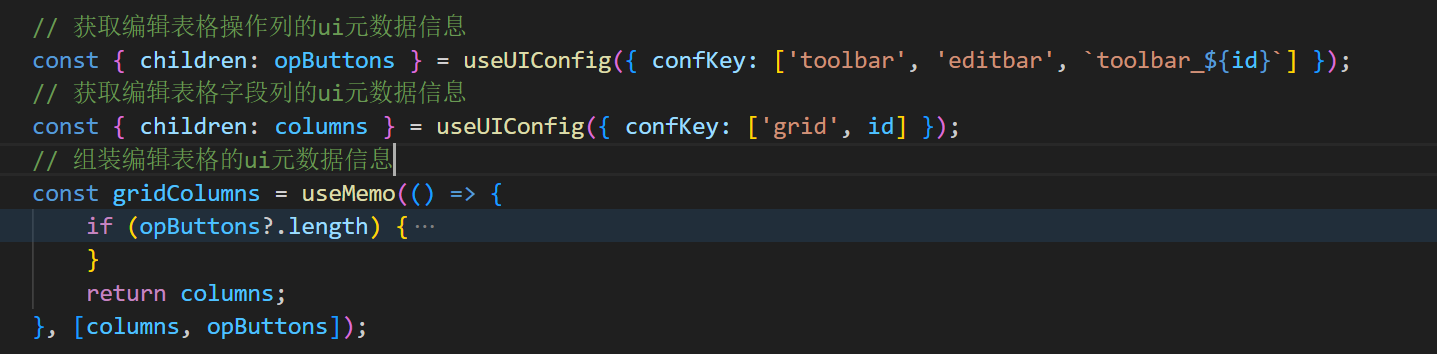 // 获取编辑表格操作列的ui元数据信息
const { children: opButtons } = useUIConfig({ confKey: ['toolbar', 'editbar', `toolbar_${id}`] });
// 获取编辑表格字段列的ui元数据信息
const { children: columns } = useUIConfig({ confKey: ['grid', id] });
// 组装编辑表格的ui元数据信息
const gridColumns = useMemo(() => {
if (opButtons?.length) {⋯
}
return columns;
}, [columns, opButtons]);